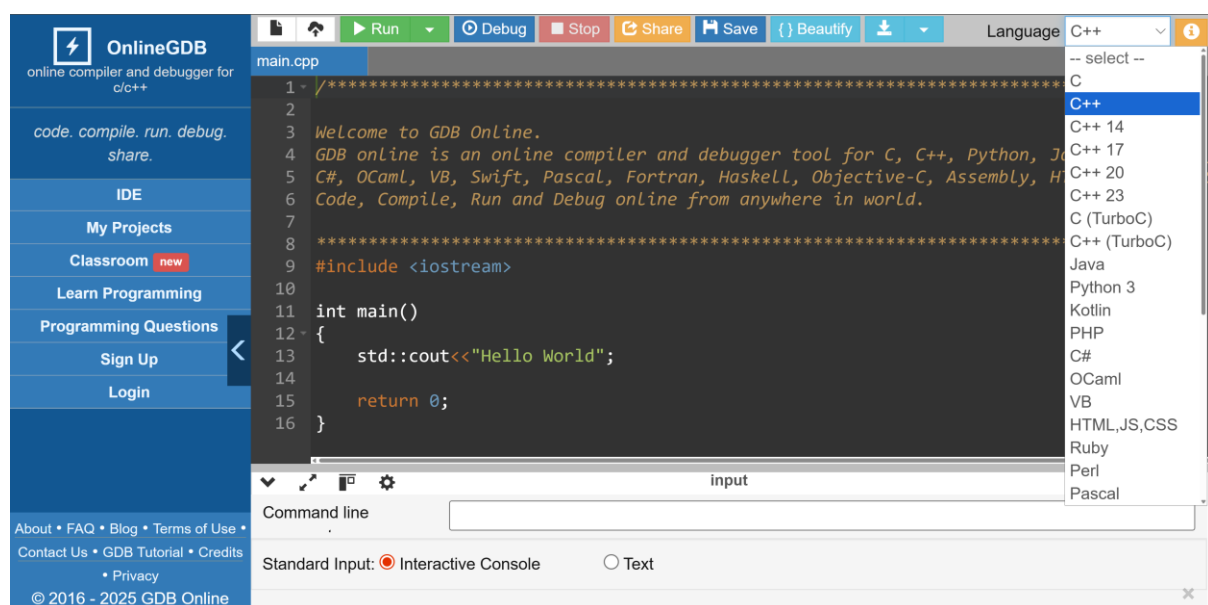 OnlineGDB
online compiler and debugger for
c/c++
code. compile. run. debug.
share.
IDE
My Projects
Classroom new
Learn Programming
Programming Questions
Sign Up
Login
About • FAQ • Blog • Terms of Use •
Contact Us • GDB Tutorial • Credits
• Privacy
© 2016 - 2025 GDB Online
Run Debug Stop Share Save { } Beautify Language C++
main.cpp
1 /******************************************************************************
2
3 Welcome to GDB Online.
4 GDB online is an online compiler and debugger tool for C, C++, Python,
5 C#, OCaml, VB, Swift, Pascal, Fortran, Haskell, Objective-C, Assembly,
6 Code, Compile, Run and Debug online from anywhere in world.
7
8 *******************************************************************************
9 #include <iostream>
10
11 int main()
12 {
13 std::cout<<"Hello World";
14
15 return 0;
16 }
-- select --
C
C++
C++ 14
C++ 17
C++ 20
C++ 23
C (TurboC)
C++ (TurboC)
Java
Python 3
Kotlin
PHP
C#
OCaml
VB
HTML,JS,CSS
Ruby
Perl
Pascal
input
Command line
Standard Input: Interactive Console Text